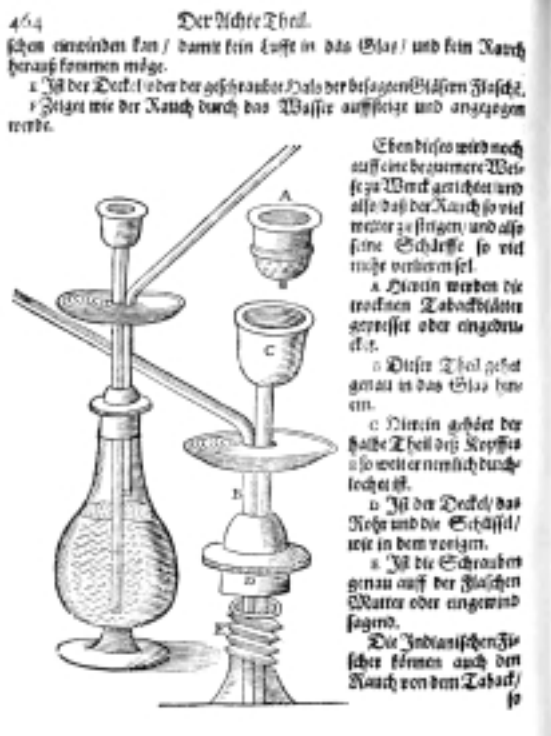 464 Der Achte Theil.
schen einwinden kan / damit kein Lufft in das Glas / und kein Rauch
herauß kommen möge.
E Ist der Deckel oder der geschraubte Hals der besagten Gläsern Flasche.
F Zeiget wie der Rauch durch das Wasser auffsteige und angezogen
werde.
Eben dieses wird noch
auff eine bequemere Wei-
se zu Werck gerichtet und
also / daß der Rauch so viel
weiter zu steigen / und also
seine Schärffe so viel
mehr verlieren sol.
A Hierein werden die
trocknen Tabackblätter
gepresset oder eingedru-
cket.
B Dieser Theil gehet
genau in das Glas hin-
ein.
C Hierein gehört der
halbe Theil deß Kopffes
so weit er nemlich durch-
lochet ist.
D Ist der Deckel / das
Rohr und die Schüssel /
wie in dem vorigen.
E Ist die Schrauben
genau auff der Flaschen
Mutter oder eingewind
sagend.
Die Indianischen Fi-
scher können auch den
Rauch von dem Taback /
so
A
B
C
D